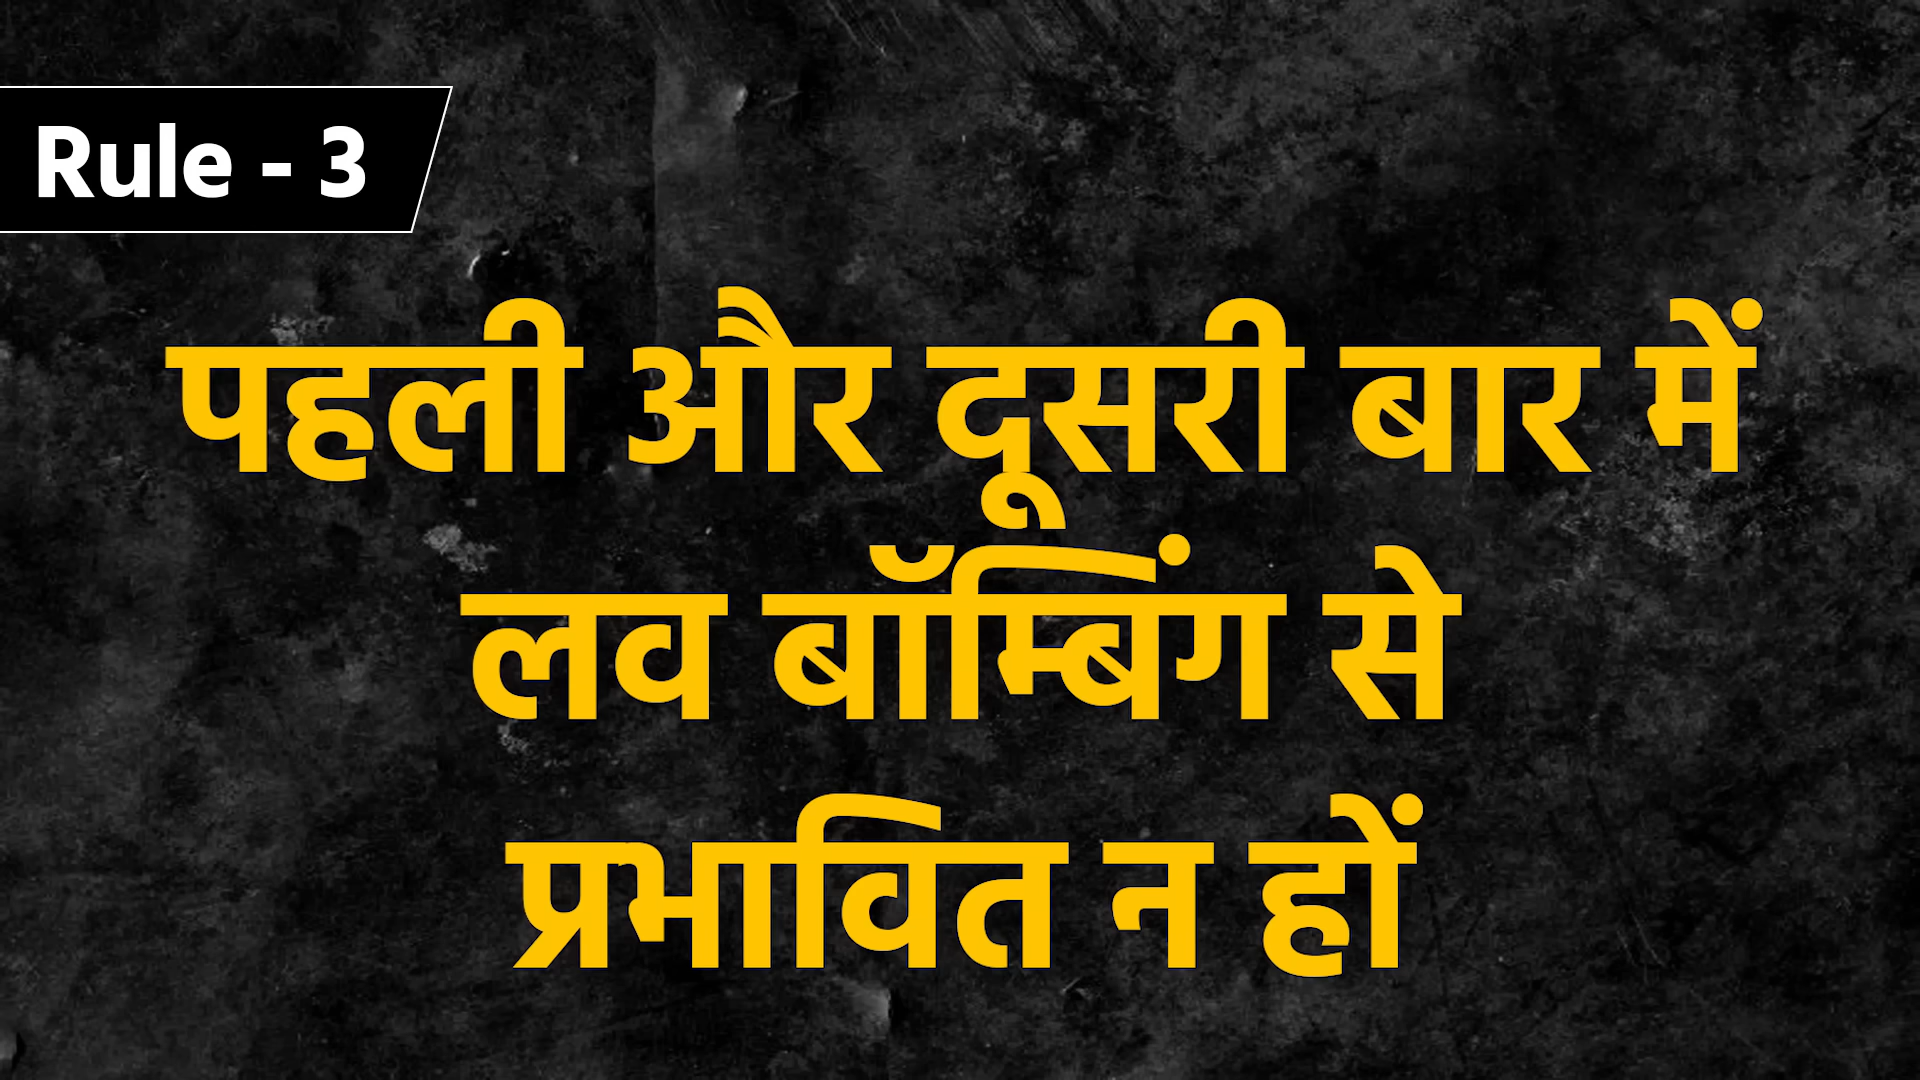 Rule - 3
पहली और दूसरी बार में
लव बॉम्बिंग से
प्रभावित न हों